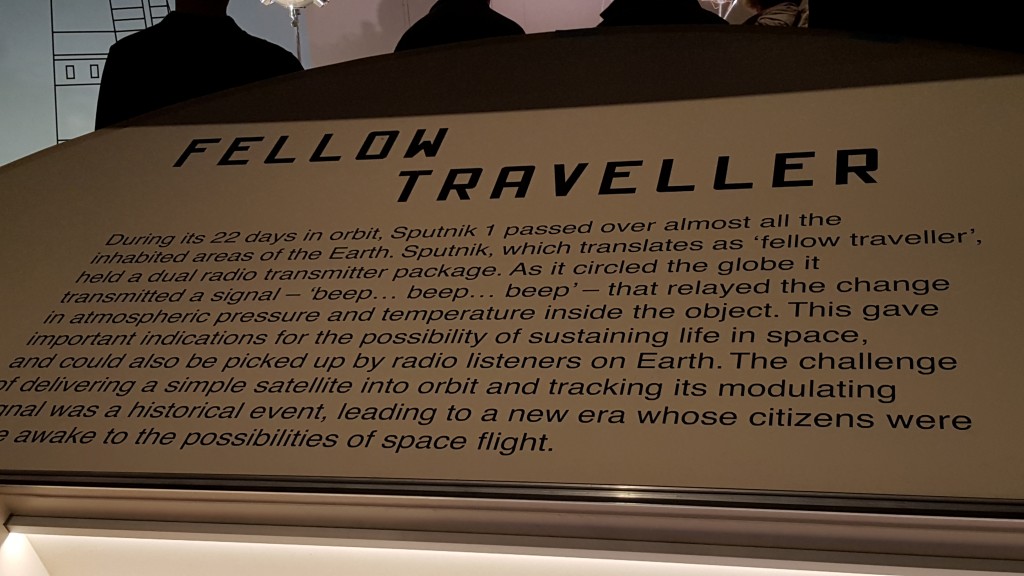 FELLOW
TRAVELLER
During its 22 days in orbit, Sputnik 1 passed over almost all the
inhabited areas of the Earth. Sputnik, which translates as ‘fellow traveller’,
held a dual radio transmitter package. As it circled the globe it
transmitted a signal – ‘beep... beep... beep’ – that relayed the change
in atmospheric pressure and temperature inside the object. This gave
important indications for the possibility of sustaining life in space,
and could also be picked up by radio listeners on Earth. The challenge
of delivering a simple satellite into orbit and tracking its modulating
was a historical event, leading to a new era whose citizens were
awake to the possibilities of space flight.